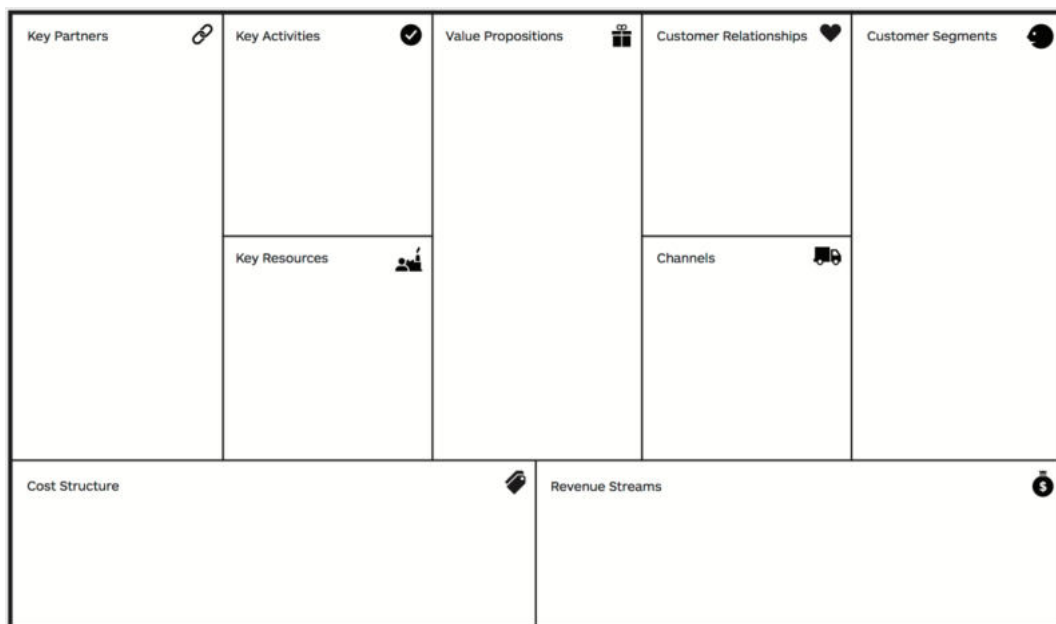 Key Partners
Key Activities
Value Propositions
Customer Relationships
Customer Segments
Key Resources
Channels
Cost Structure
Revenue Streams
$